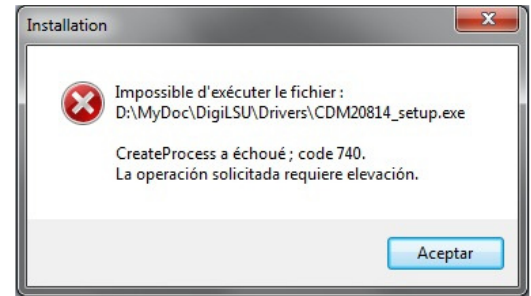 Installation
Impossible d'exécuter le fichier :
D:\MyDoc\DigiLSU\Drivers\CDM20814_setup.exe
CreateProcess a échoué ; code 740.
La operación solicitada requiere elevación.
Aceptar